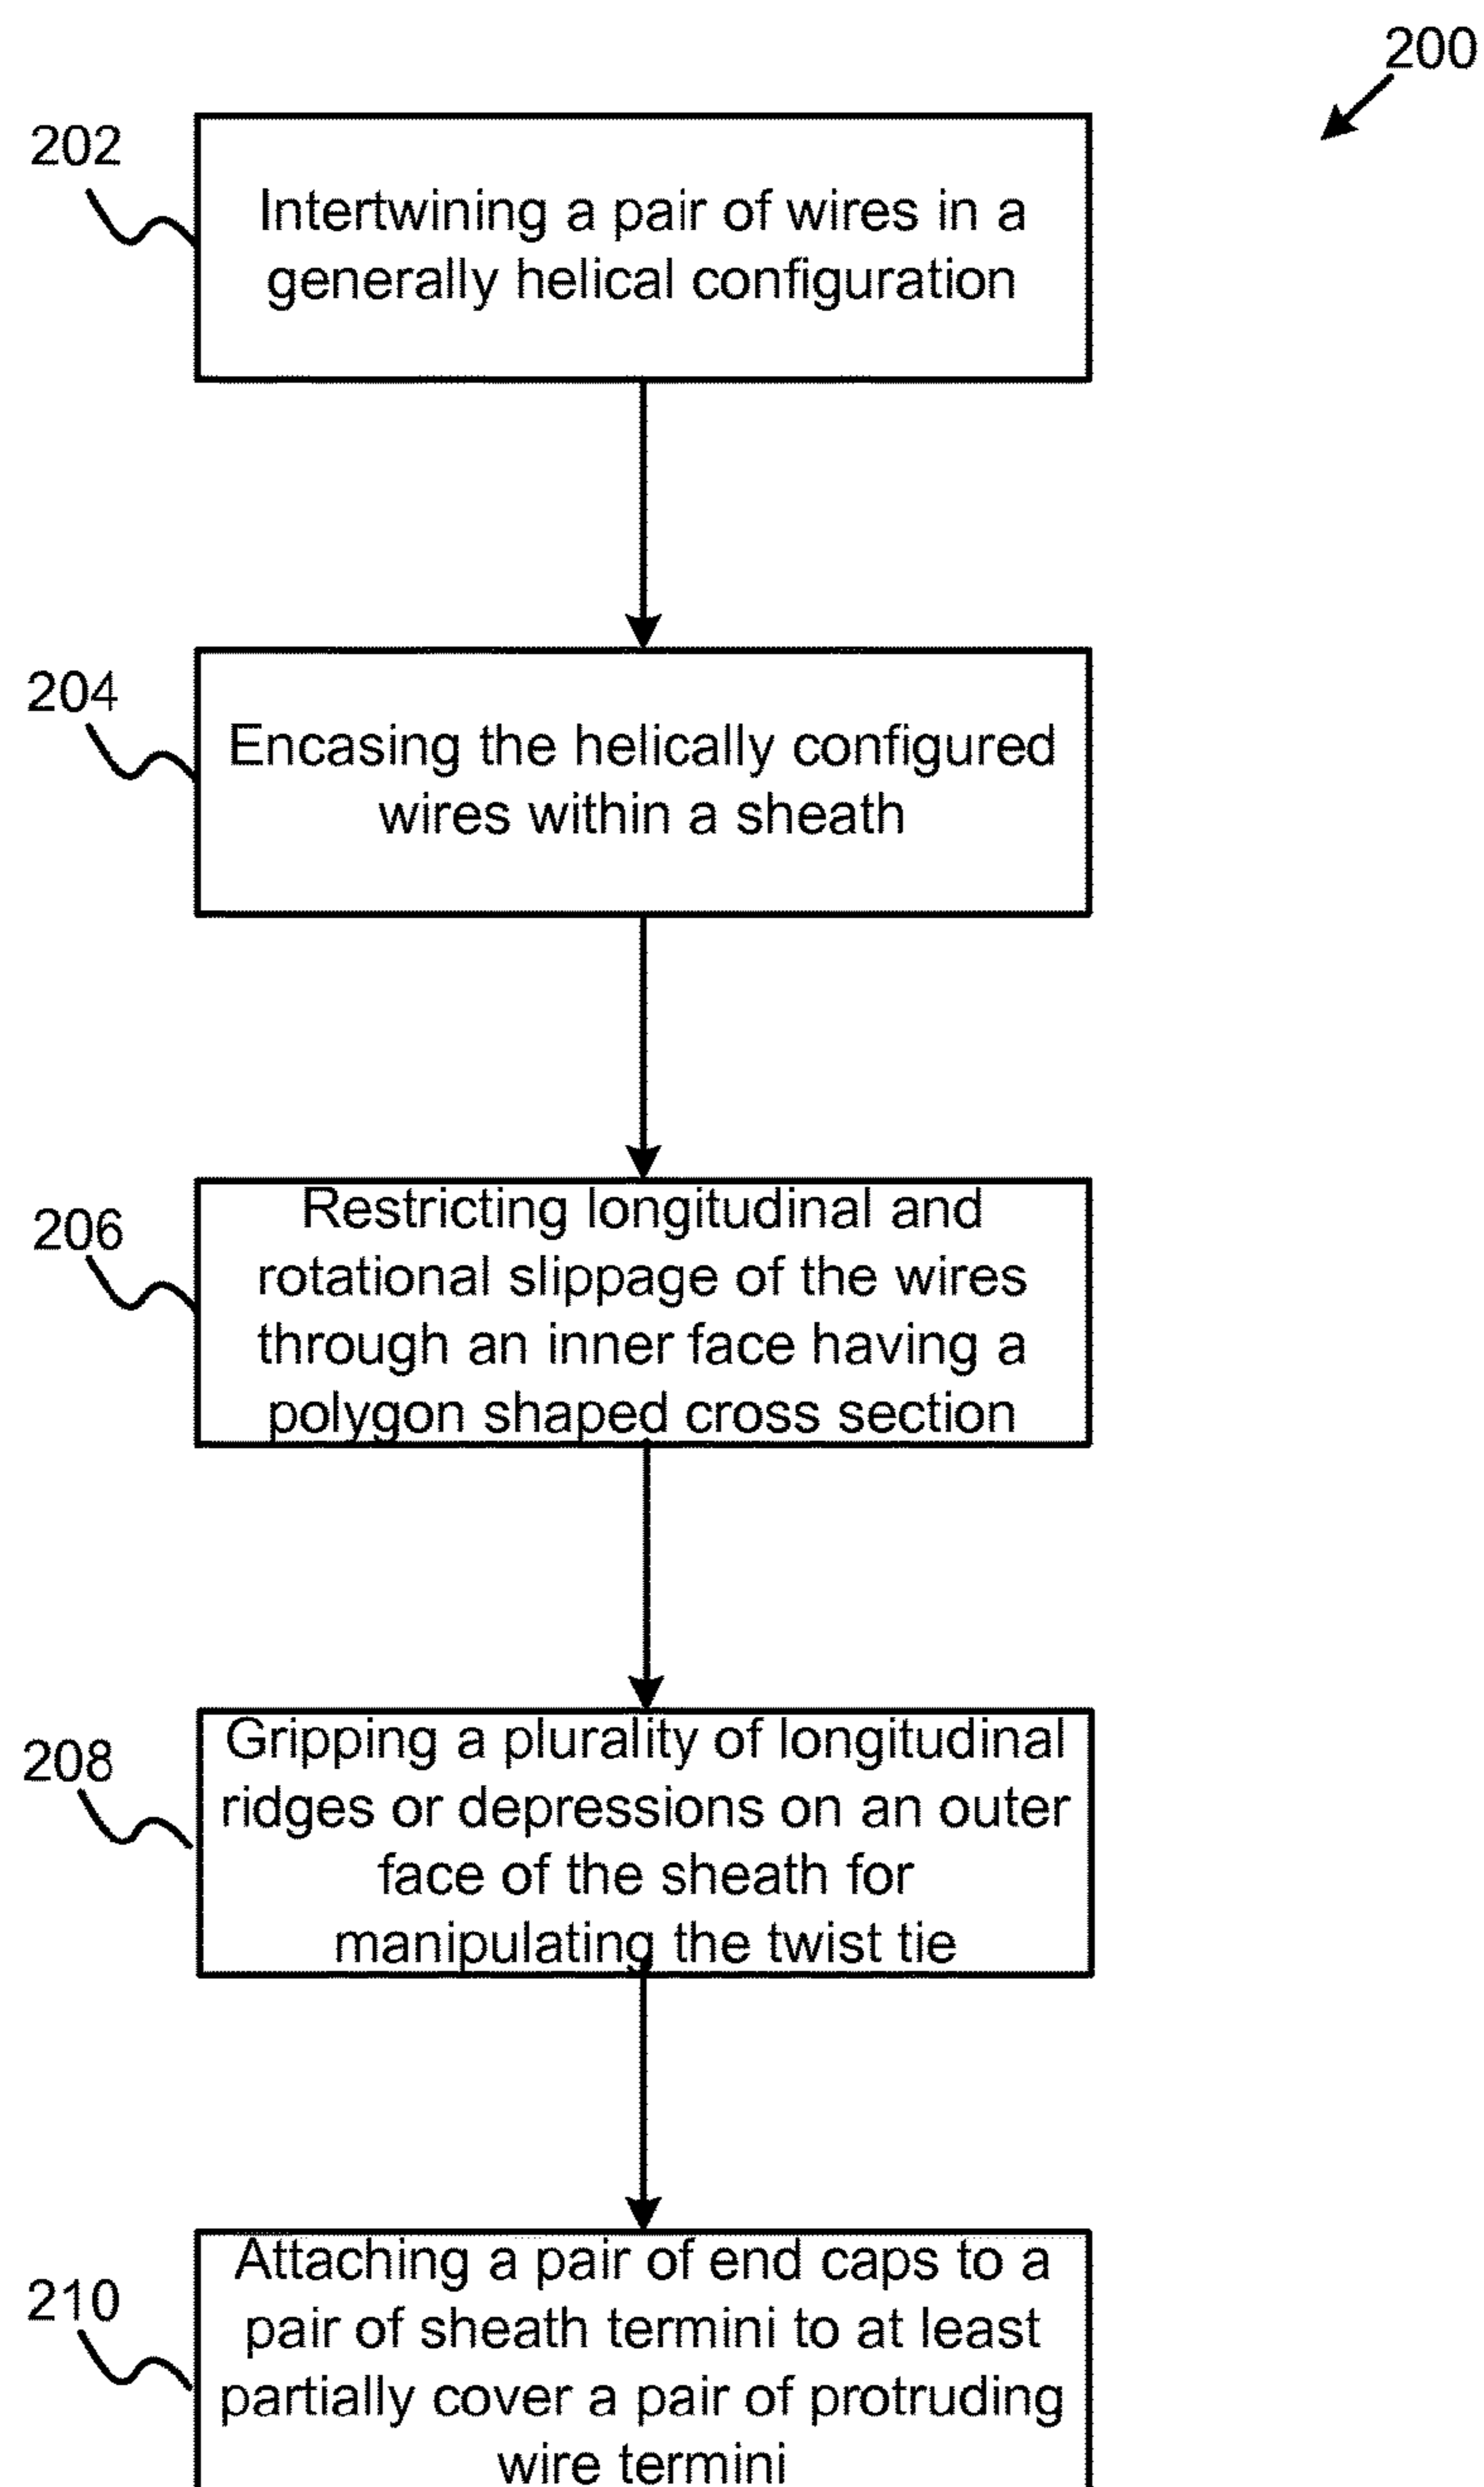 200
202
Intertwining a pair of wires in a
generally helical configuration
204
Encasing the helically configured
wires within a sheath
206
Restricting longitudinal and
rotational slippage of the wires
through an inner face having a
polygon shaped cross section
208
Gripping a plurality of longitudinal
ridges or depressions on an outer
face of the sheath for
manipulating the twist tie
210
Attaching a pair of end caps to a
pair of sheath termini to at least
partially cover a pair of protruding
wire termini